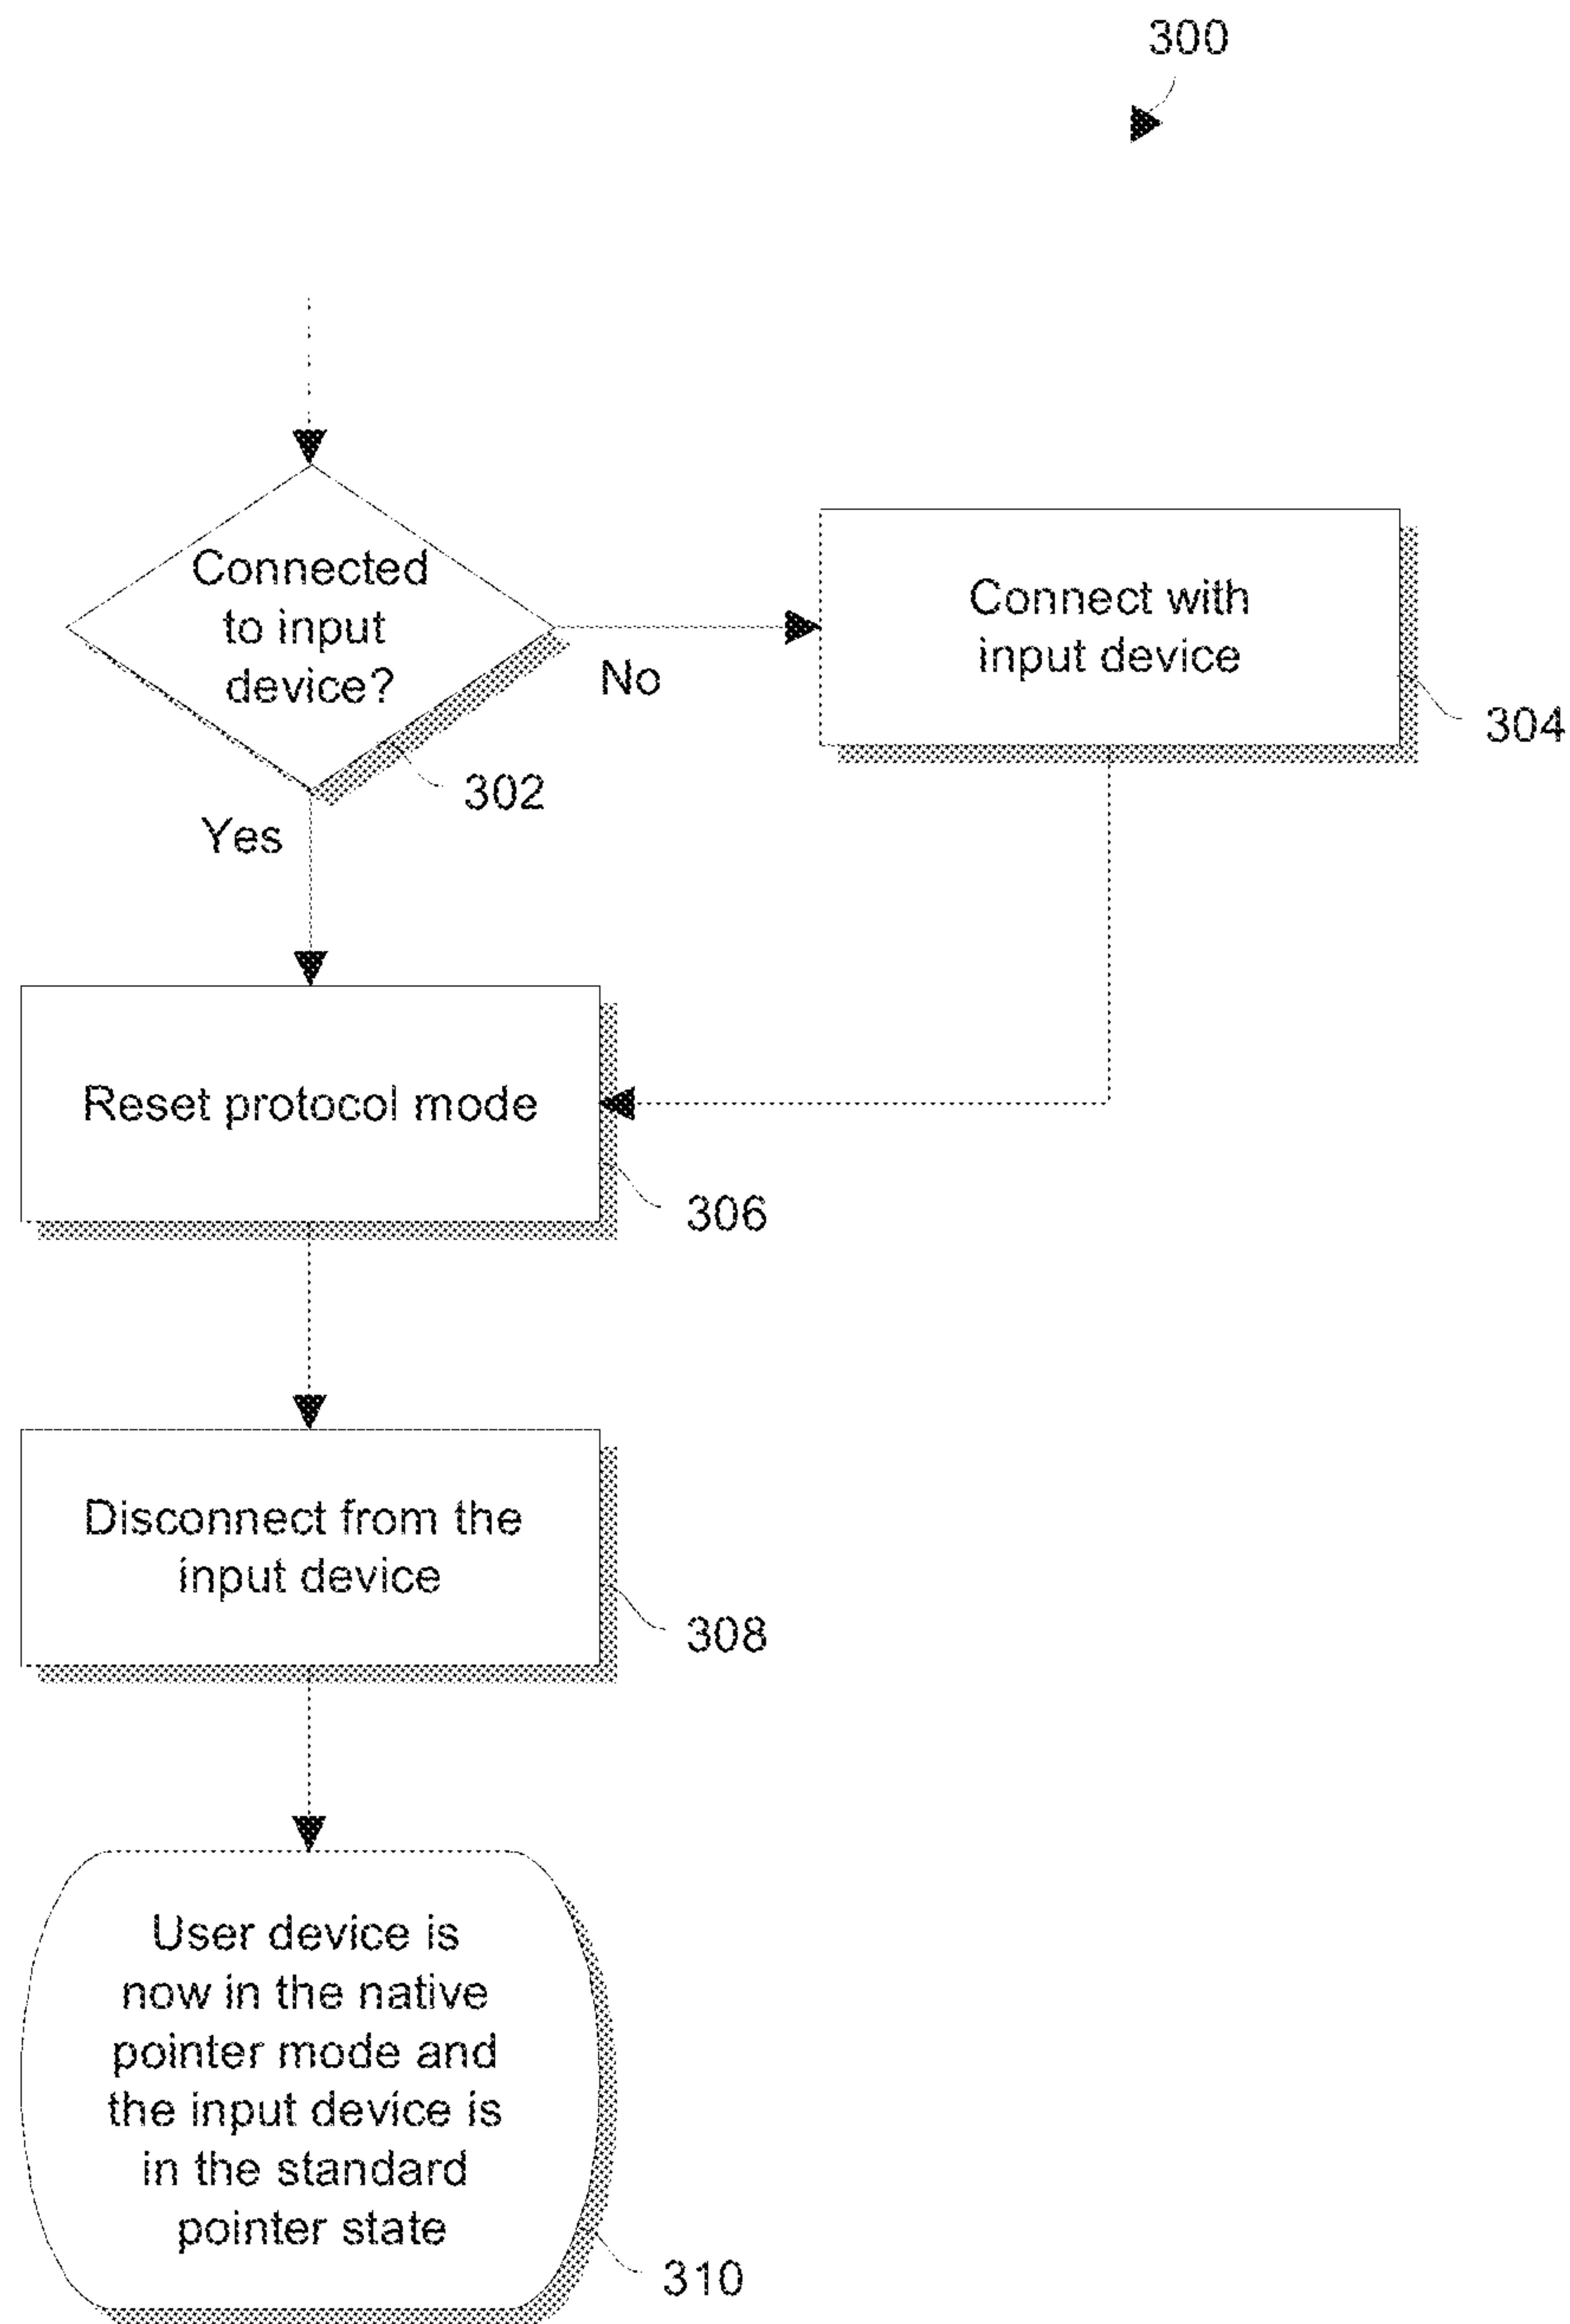 300
Connected
to input
device?
No
302
Yes
Connect with
input device
304
Reset protocol mode
306
Disconnect from the
input device
308
User device is
now in the native
pointer mode and
the input device is
in the standard
pointer state
310